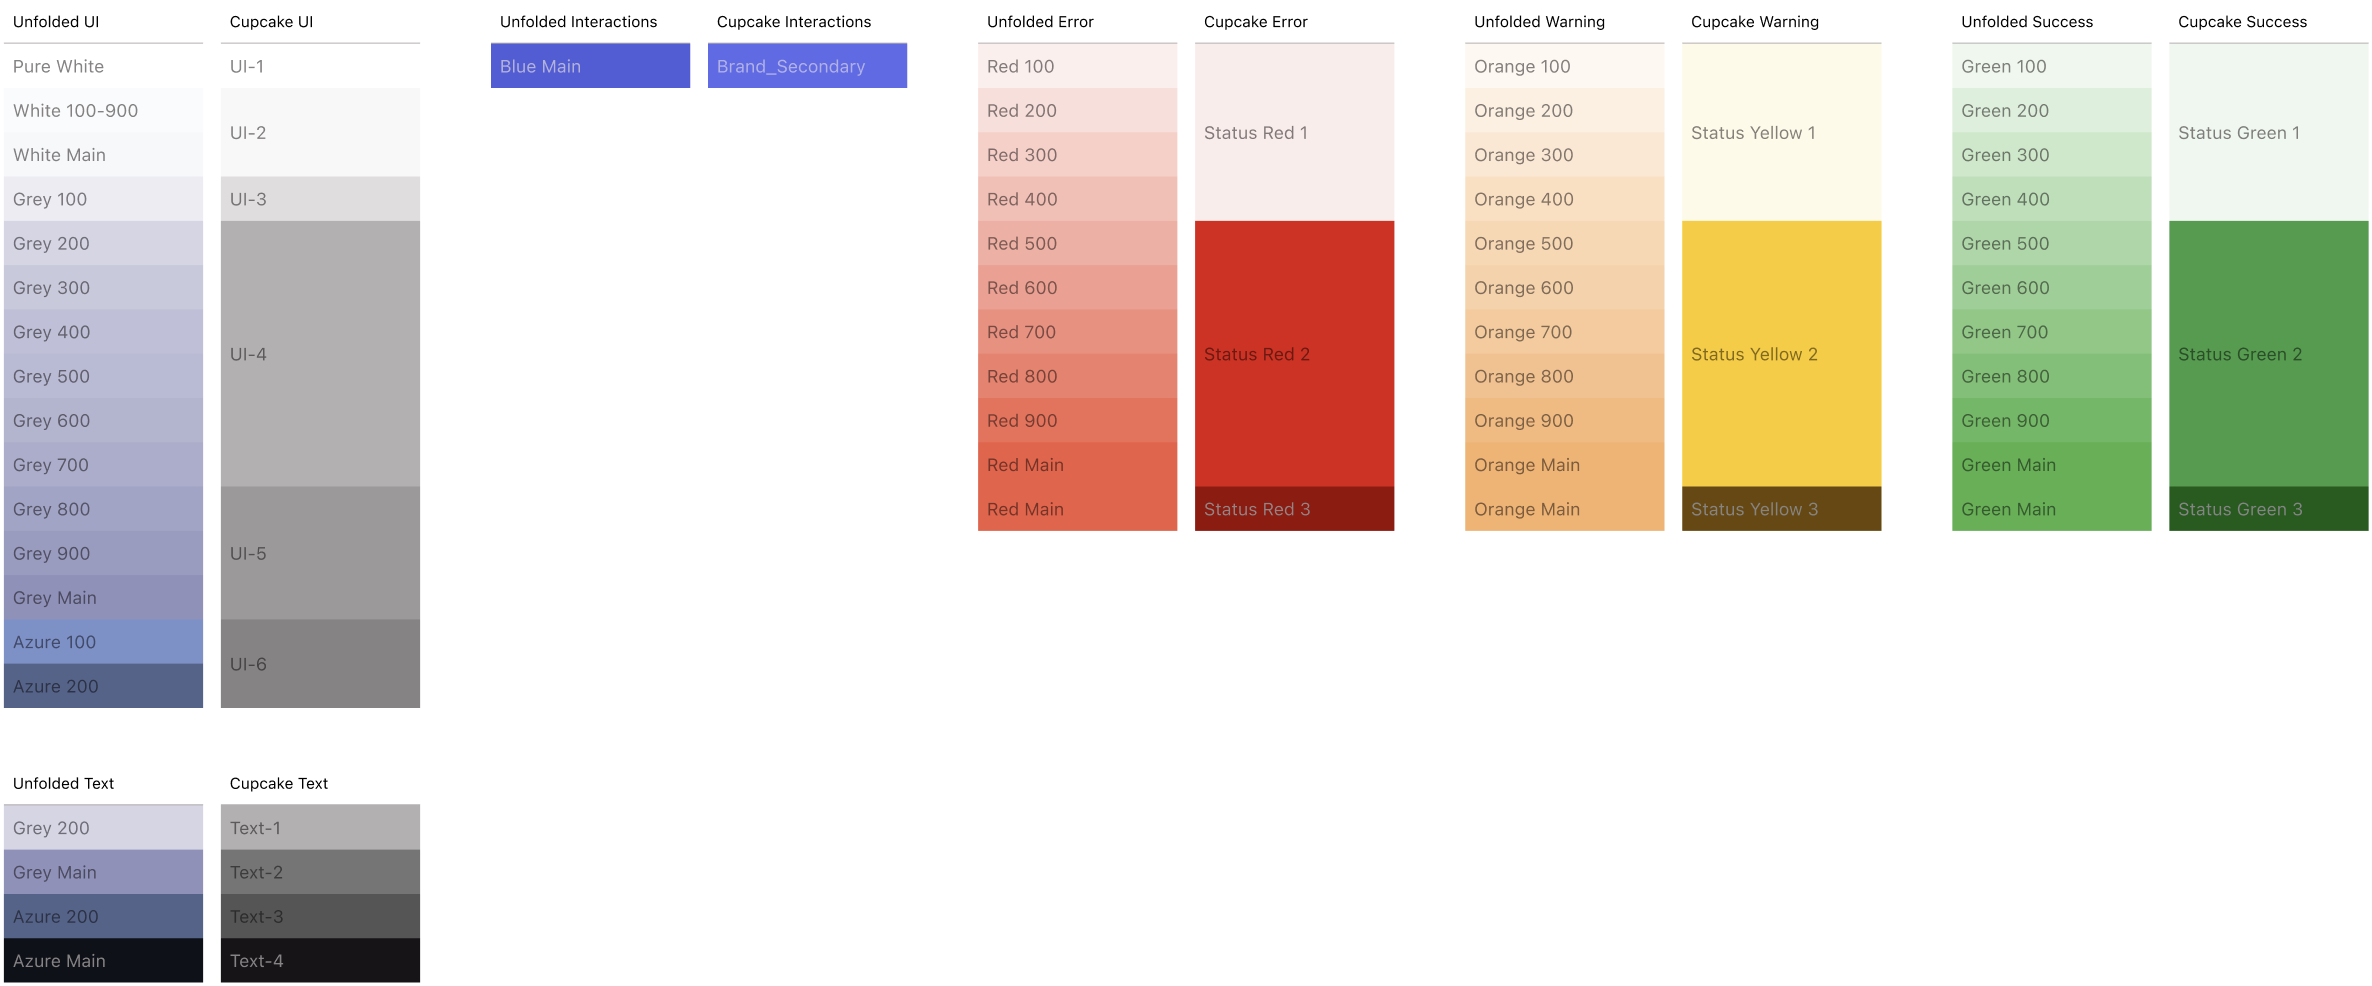 Unfolded UI
Pure White
White 100-900
White Main
Grey 100
Grey 200
Grey 300
Grey 400
Grey 500
Grey 600
Grey 700
Grey 800
Grey 900
Grey Main
Azure 100
Azure 200
Cupcake UI
UI-1
UI-2
UI-3
UI-4
UI-5
UI-6
Unfolded Interactions
Blue Main
Cupcake Interactions
Brand_Secondary
Unfolded Error
Red 100
Red 200
Red 300
Red 400
Red 500
Red 600
Red 700
Red 800
Red 900
Red Main
Red Main
Cupcake Error
Status Red 1
Status Red 2
Status Red 3
Unfolded Warning
Orange 100
Orange 200
Orange 300
Orange 400
Orange 500
Orange 600
Orange 700
Orange 800
Orange 900
Orange Main
Orange Main
Cupcake Warning
Status Yellow 1
Status Yellow 2
Status Yellow 3
Unfolded Success
Green 100
Green 200
Green 300
Green 400
Green 500
Green 600
Green 700
Green 800
Green 900
Green Main
Green Main
Cupcake Success
Status Green 1
Status Green 2
Status Green 3
Unfolded Text
Grey 200
Grey Main
Azure 200
Azure Main
Cupcake Text
Text-1
Text-2
Text-3
Text-4